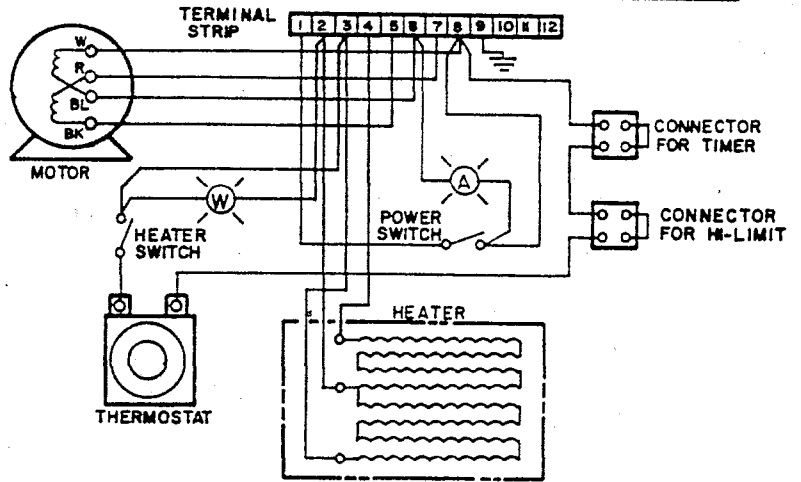 TERMINAL
STRIP
1 2 3 4 5 6 7 8 9 10 11 12
W
R
BL
BK
MOTOR
CONNECTOR
FOR TIMER
W
A
POWER
SWITCH
CONNECTOR
FOR HI-LIMIT
HEATER
SWITCH
HEATER
THERMOSTAT